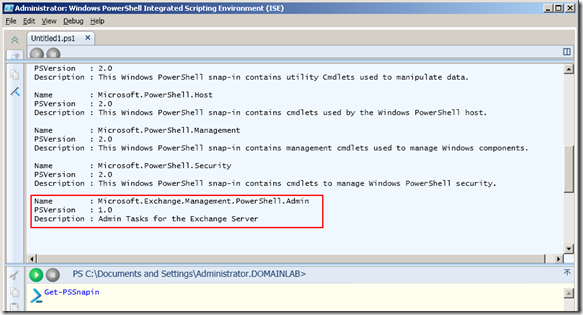 Administrator: Windows PowerShell Integrated Scripting Environment (ISE)
File Edit View Debug Help
Untitled1.ps1 X
PSVersion : 2.0
Description : This Windows PowerShell snap-in contains utility Cmdlets used to manipulate data.
Name : Microsoft.PowerShell.Host
PSVersion : 2.0
Description : This Windows PowerShell snap-in contains cmdlets used by the Windows PowerShell host.
Name : Microsoft.PowerShell.Management
PSVersion : 2.0
Description : This Windows PowerShell snap-in contains management cmdlets used to manage Windows components.
Name : Microsoft.PowerShell.Security
PSVersion : 2.0
Description : This Windows PowerShell snap-in contains cmdlets to manage Windows PowerShell security.
Name : Microsoft.Exchange.Management.PowerShell.Admin
PSVersion : 1.0
Description : Admin Tasks for the Exchange Server
PS C:\Documents and Settings\Administrator.DOMAINLAB>
Get-PSSnapin